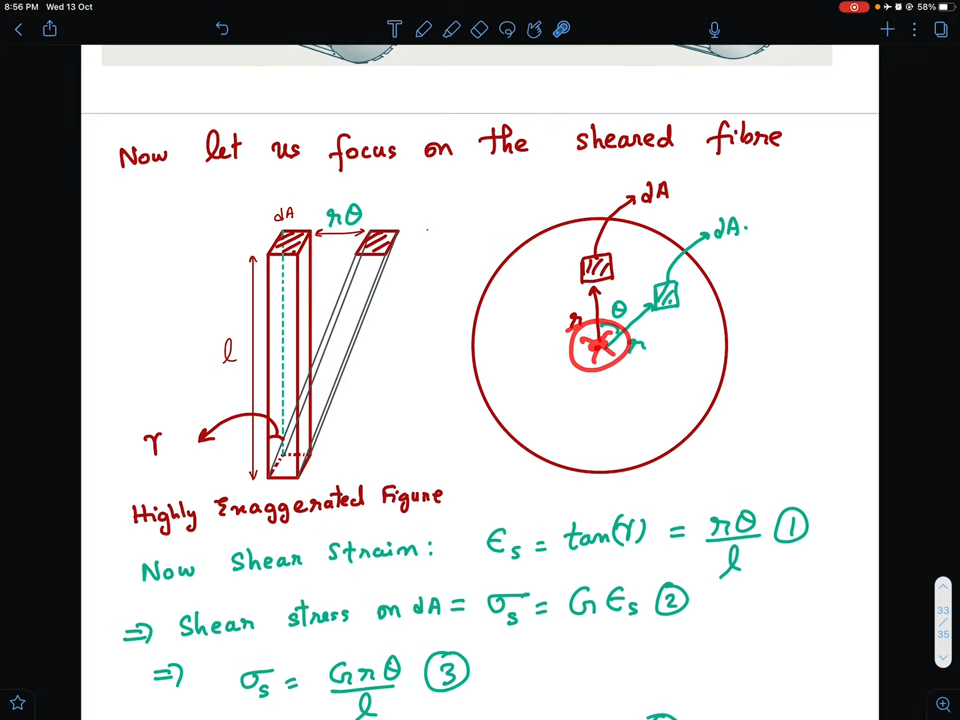 8:56 PM Wed 13 Oct
58%
Now let us focus on the sheared fibre
dA
rθ
l
γ
dA
dA.
θ
r
r
Highly Exaggerated Figure
Now Shear Strain: ϵs = tan(γ) = rθ/l ①
⇒ Shear stress on dA = σs = G ϵs ②
⇒ σs = Grθ/l ③
33
/
35